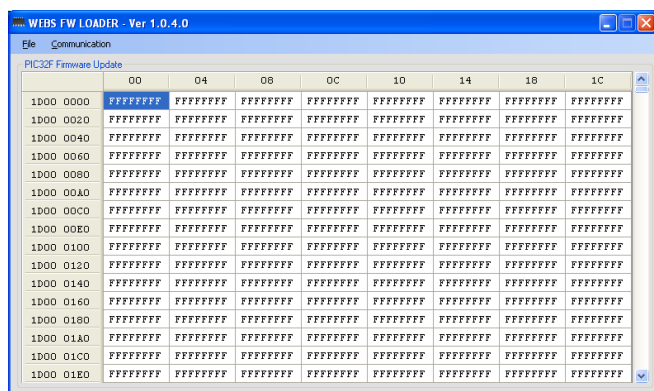 WEBS FW LOADER - Ver 1.0.4.0
File Communication
PIC32F Firmware Update
00 04 08 0C 10 14 18 1C
1D00 0000 FFFFFFFF FFFFFFFF FFFFFFFF FFFFFFFF FFFFFFFF FFFFFFFF FFFFFFFF FFFFFFFF
1D00 0020 FFFFFFFF FFFFFFFF FFFFFFFF FFFFFFFF FFFFFFFF FFFFFFFF FFFFFFFF FFFFFFFF
1D00 0040 FFFFFFFF FFFFFFFF FFFFFFFF FFFFFFFF FFFFFFFF FFFFFFFF FFFFFFFF FFFFFFFF
1D00 0060 FFFFFFFF FFFFFFFF FFFFFFFF FFFFFFFF FFFFFFFF FFFFFFFF FFFFFFFF FFFFFFFF
1D00 0080 FFFFFFFF FFFFFFFF FFFFFFFF FFFFFFFF FFFFFFFF FFFFFFFF FFFFFFFF FFFFFFFF
1D00 00A0 FFFFFFFF FFFFFFFF FFFFFFFF FFFFFFFF FFFFFFFF FFFFFFFF FFFFFFFF FFFFFFFF
1D00 00C0 FFFFFFFF FFFFFFFF FFFFFFFF FFFFFFFF FFFFFFFF FFFFFFFF FFFFFFFF FFFFFFFF
1D00 00E0 FFFFFFFF FFFFFFFF FFFFFFFF FFFFFFFF FFFFFFFF FFFFFFFF FFFFFFFF FFFFFFFF
1D00 0100 FFFFFFFF FFFFFFFF FFFFFFFF FFFFFFFF FFFFFFFF FFFFFFFF FFFFFFFF FFFFFFFF
1D00 0120 FFFFFFFF FFFFFFFF FFFFFFFF FFFFFFFF FFFFFFFF FFFFFFFF FFFFFFFF FFFFFFFF
1D00 0140 FFFFFFFF FFFFFFFF FFFFFFFF FFFFFFFF FFFFFFFF FFFFFFFF FFFFFFFF FFFFFFFF
1D00 0160 FFFFFFFF FFFFFFFF FFFFFFFF FFFFFFFF FFFFFFFF FFFFFFFF FFFFFFFF FFFFFFFF
1D00 0180 FFFFFFFF FFFFFFFF FFFFFFFF FFFFFFFF FFFFFFFF FFFFFFFF FFFFFFFF FFFFFFFF
1D00 01A0 FFFFFFFF FFFFFFFF FFFFFFFF FFFFFFFF FFFFFFFF FFFFFFFF FFFFFFFF FFFFFFFF
1D00 01C0 FFFFFFFF FFFFFFFF FFFFFFFF FFFFFFFF FFFFFFFF FFFFFFFF FFFFFFFF FFFFFFFF
1D00 01E0 FFFFFFFF FFFFFFFF FFFFFFFF FFFFFFFF FFFFFFFF FFFFFFFF FFFFFFFF FFFFFFFF